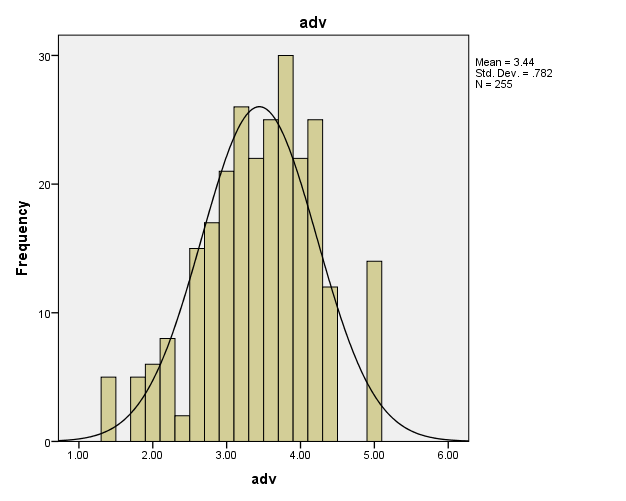 adv
Mean = 3.44
Std. Dev. = .782
N = 255
30
20
10
0
Frequency
1.00 2.00 3.00 4.00 5.00 6.00
adv